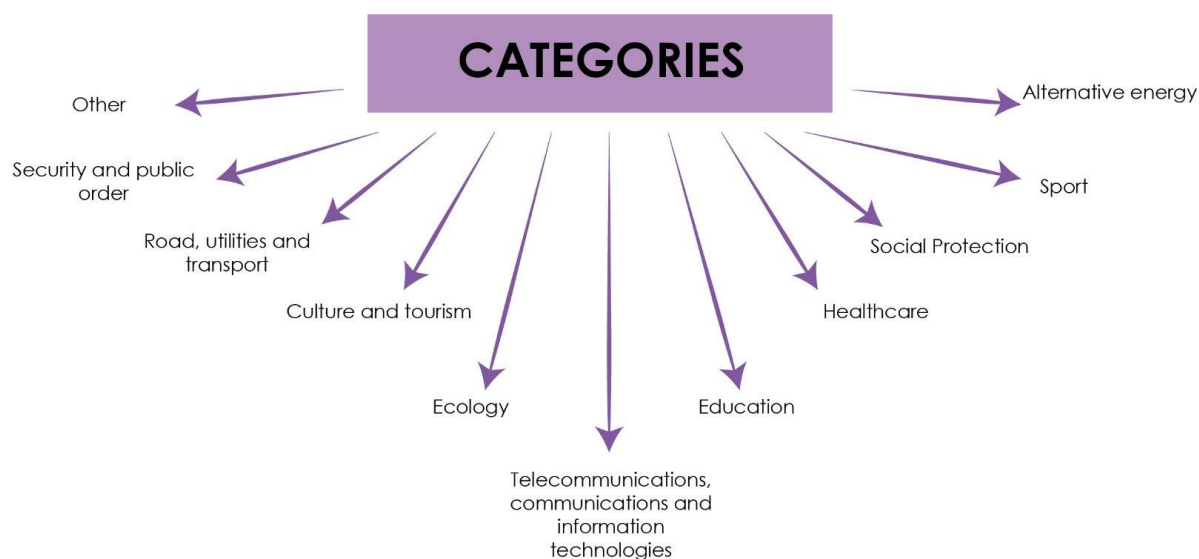 CATEGORIES
Other
Alternative energy
Security and public
order
Sport
Road, utilities and
transport
Social Protection
Culture and tourism
Healthcare
Ecology
Education
Telecommunications,
communications and
information
technologies